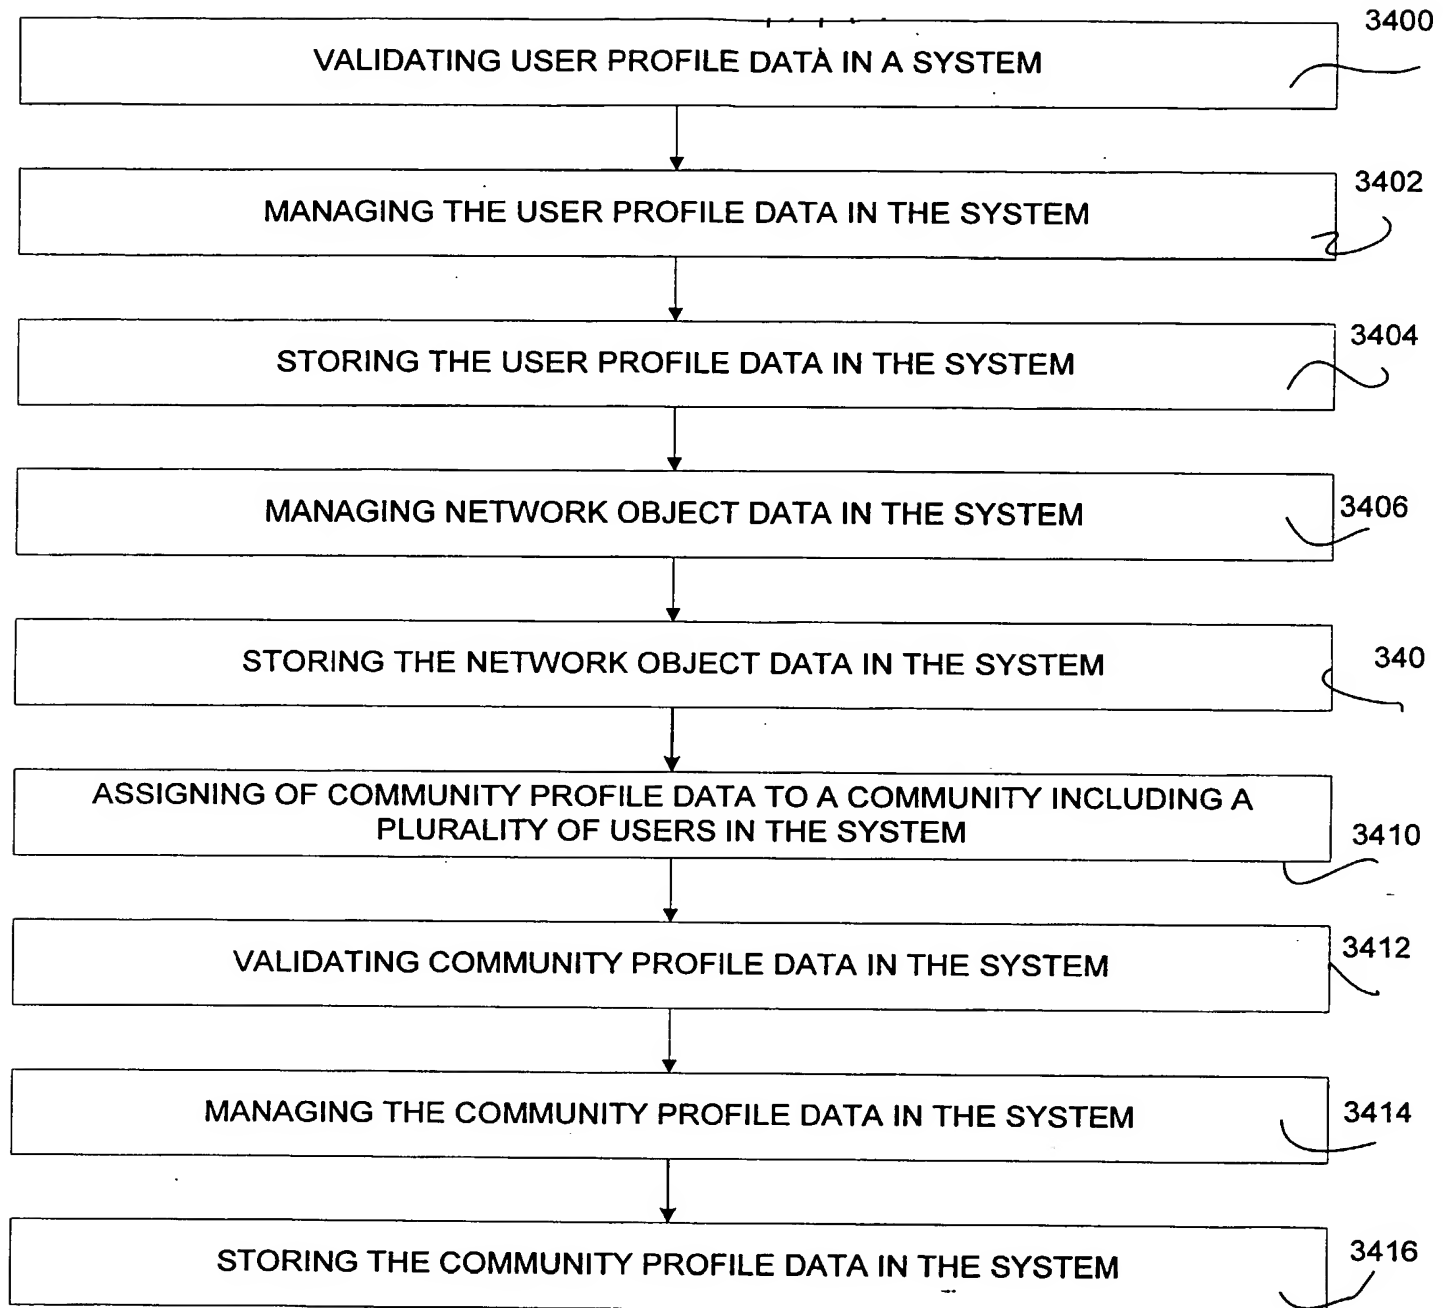 3400
VALIDATING USER PROFILE DATA IN A SYSTEM
3402
MANAGING THE USER PROFILE DATA IN THE SYSTEM
3404
STORING THE USER PROFILE DATA IN THE SYSTEM
3406
MANAGING NETWORK OBJECT DATA IN THE SYSTEM
340
STORING THE NETWORK OBJECT DATA IN THE SYSTEM
ASSIGNING OF COMMUNITY PROFILE DATA TO A COMMUNITY INCLUDING A
PLURALITY OF USERS IN THE SYSTEM
3410
3412
VALIDATING COMMUNITY PROFILE DATA IN THE SYSTEM
MANAGING THE COMMUNITY PROFILE DATA IN THE SYSTEM
3414
STORING THE COMMUNITY PROFILE DATA IN THE SYSTEM
3416